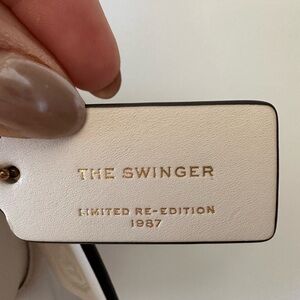 THE SWINGER
LIMITED RE-EDITION
1987